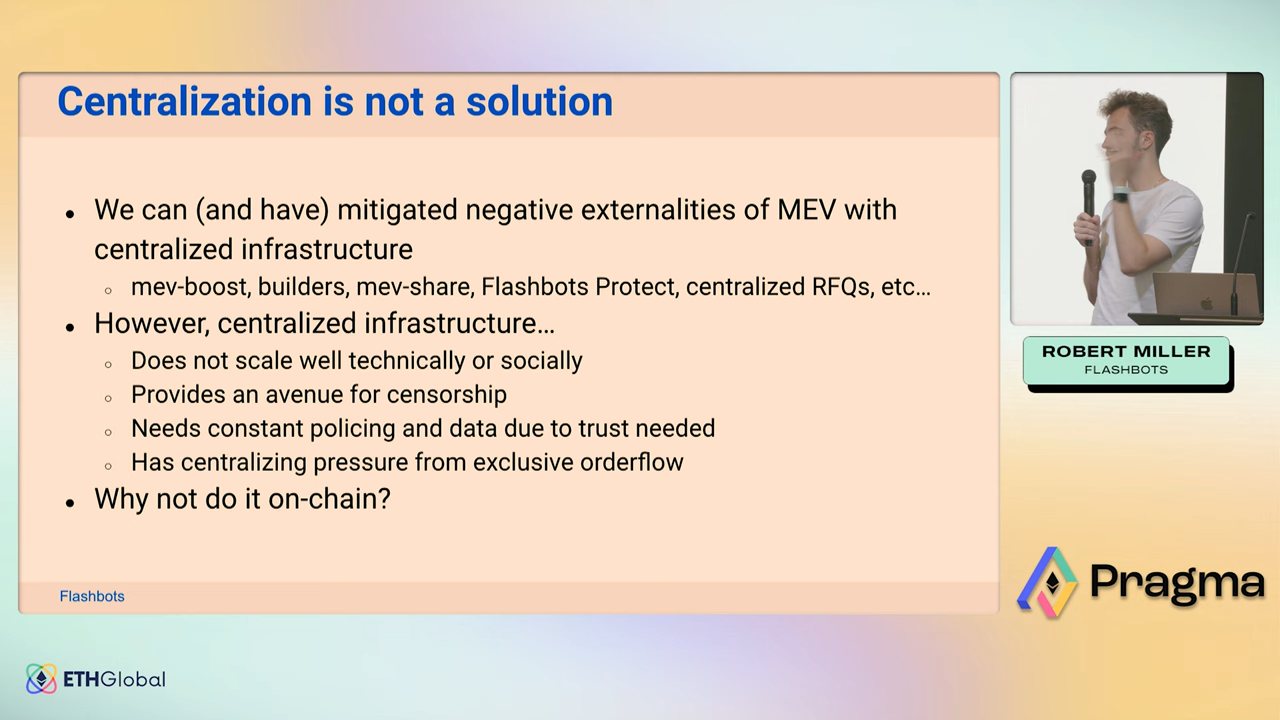 Centralization is not a solution
● We can (and have) mitigated negative externalities of MEV with
centralized infrastructure
○ mev-boost, builders, mev-share, Flashbots Protect, centralized RFQs, etc…
● However, centralized infrastructure…
○ Does not scale well technically or socially
○ Provides an avenue for censorship
○ Needs constant policing and data due to trust needed
○ Has centralizing pressure from exclusive orderflow
● Why not do it on-chain?
Flashbots
ROBERT MILLER
FLASHBOTS
Pragma
ETHGlobal